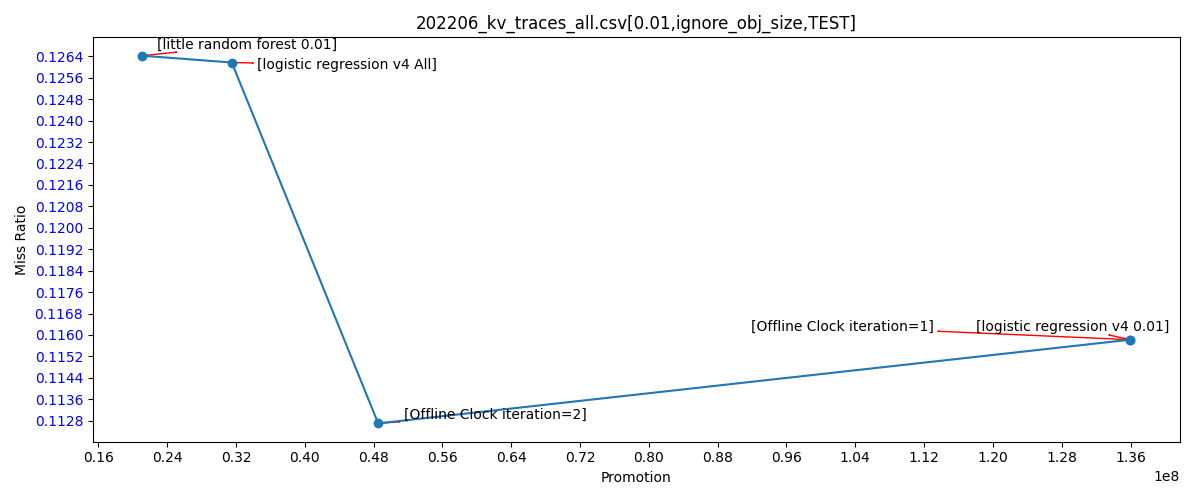 202206_kv_traces_all.csv[0.01,ignore_obj_size,TEST]
[little random forest 0.01]
[logistic regression v4 All]
[Offline Clock iteration=1]
[logistic regression v4 0.01]
[Offline Clock iteration=2]
Miss Ratio
0.1264
0.1256
0.1248
0.1240
0.1232
0.1224
0.1216
0.1208
0.1200
0.1192
0.1184
0.1176
0.1168
0.1160
0.1152
0.1144
0.1136
0.1128
0.16 0.24 0.32 0.40 0.48 0.56 0.64 0.72 0.80 0.88 0.96 1.04 1.12 1.20 1.28 1.36
Promotion
1e8